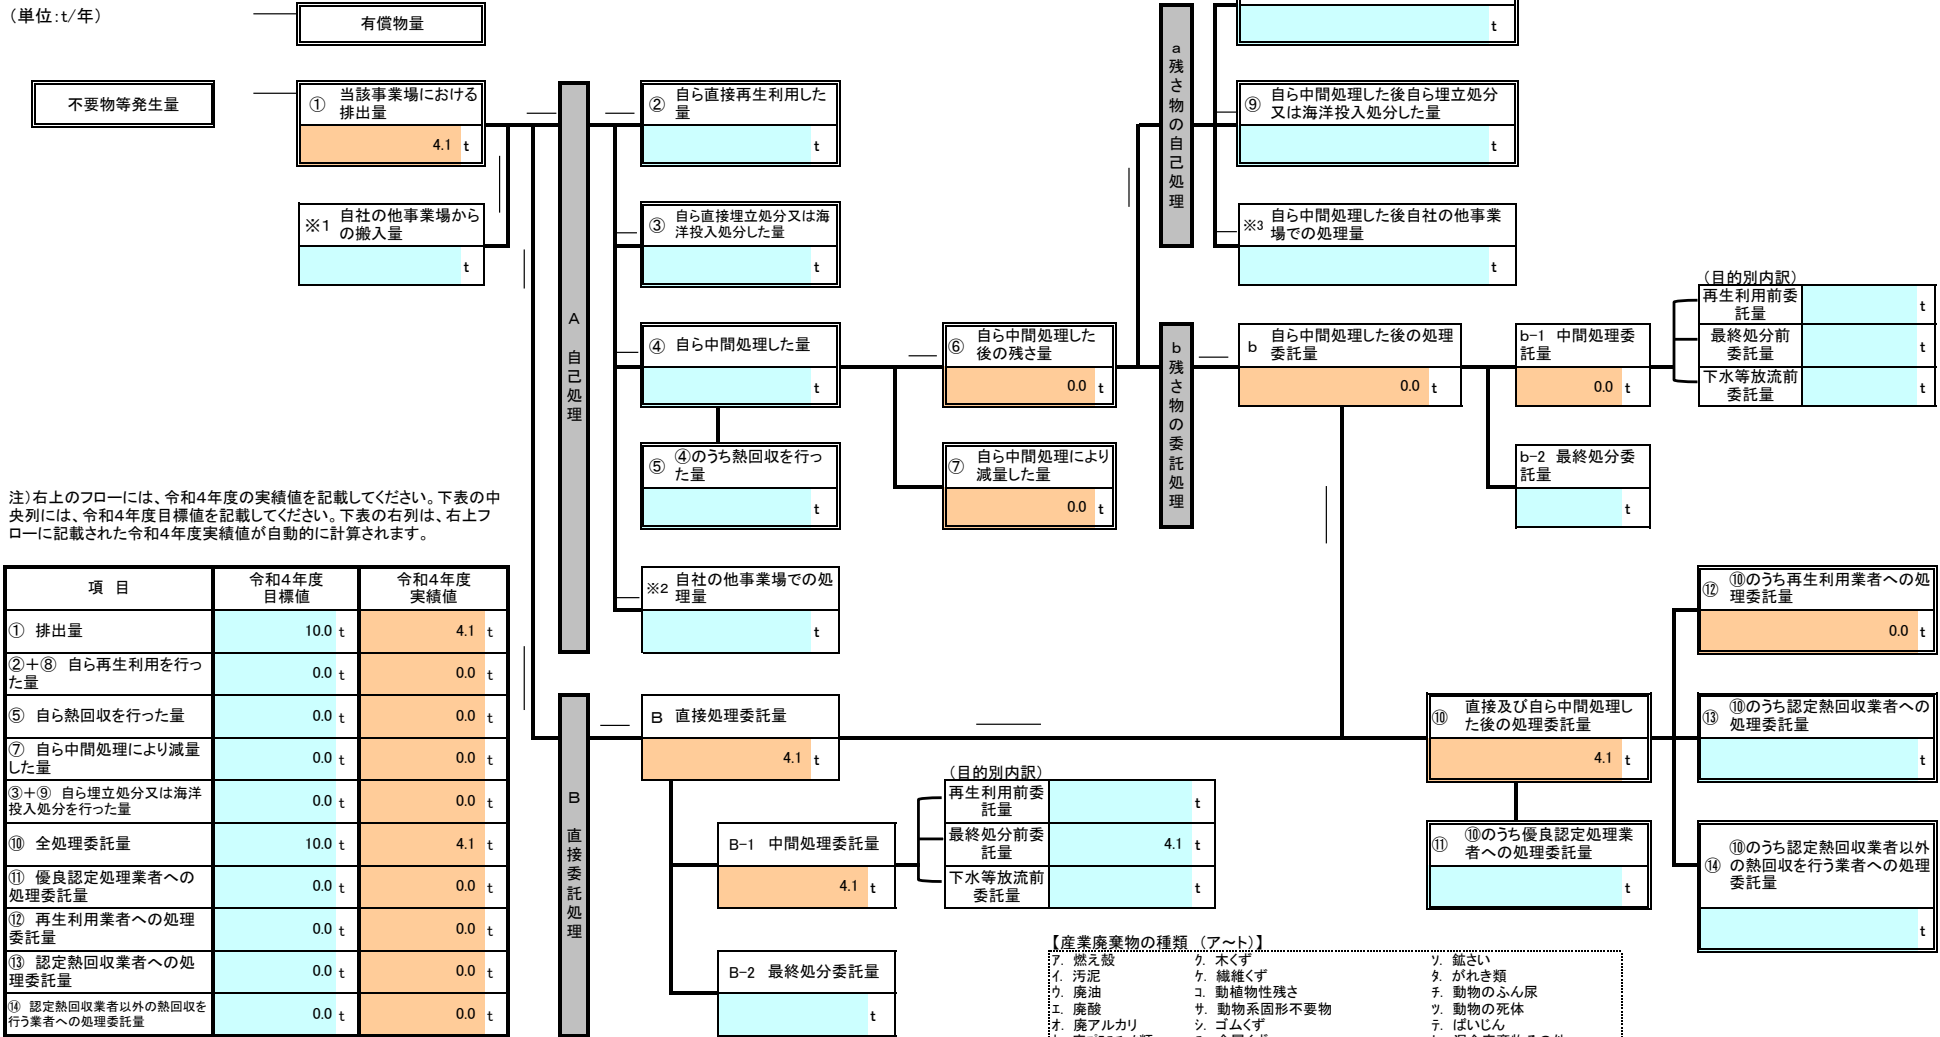 (単位:t/年)
有償物量
t
不要物等発生量
① 当該事業場における
排出量
4.1 t
※1 自社の他事業場から
の搬入量
t
A
自己処理
② 自ら直接再生利用した
量
t
③ 自ら直接埋立処分又は海
洋投入処分した量
t
④ 自ら中間処理した量
t
⑤ ④のうち熱回収を行っ
た量
t
※2 自社の他事業場での処
理量
t
⑥ 自ら中間処理した
後の残さ量
0.0 t
⑦ 自ら中間処理により
減量した量
0.0 t
a
残さ物の自己処理
⑨ 自ら中間処理した後自ら埋立処分
又は海洋投入処分した量
t
※3 自ら中間処理した後自社の他事業
場での処理量
t
b
残さ物の委託処理
b 自ら中間処理した後の処理
委託量
0.0 t
b-1 中間処理委
託量
0.0 t
b-2 最終処分委
託量
t
(目的別内訳)
再生利用前委
託量
t
最終処分前
委託量
t
下水等放流前
委託量
t
注)右上のフローには、令和4年度の実績値を記載してください。下表の中
央列には、令和4年度目標値を記載してください。下表の右列は、右上フ
ローに記載された令和4年度実績値が自動的に計算されます。
項 目
令和4年度
目標値
令和4年度
実績値
① 排出量 10.0 t 4.1 t
②+⑧ 自ら再生利用を行っ
た量 0.0 t 0.0 t
⑤ 自ら熱回収を行った量 0.0 t 0.0 t
⑦ 自ら中間処理により減量
した量 0.0 t 0.0 t
③+⑨ 自ら埋立処分又は海洋
投入処分を行った量 0.0 t 0.0 t
⑩ 全処理委託量 10.0 t 4.1 t
⑪ 優良認定処理業者への
処理委託量 0.0 t 0.0 t
⑫ 再生利用業者への処理
委託量 0.0 t 0.0 t
⑬ 認定熱回収業者への処
理委託量 0.0 t 0.0 t
⑭ 認定熱回収業者以外の熱回収を
行う業者への処理委託量 0.0 t 0.0 t
B
直接委託処理
B 直接処理委託量
4.1 t
B-1 中間処理委託量
4.1 t
B-2 最終処分委託量
t
(目的別内訳)
再生利用前委
託量
t
最終処分前委
託量
4.1 t
下水等放流前
委託量
t
⑩ 直接及び自ら中間処理し
た後の処理委託量
4.1 t
⑪ ⑩のうち優良認定処理業
者への処理委託量
t
⑫ ⑩のうち再生利用業者への処
理委託量
0.0 t
⑬ ⑩のうち認定熱回収業者への
処理委託量
t
⑭ ⑩のうち認定熱回収業者以外
の熱回収を行う業者への処理
委託量
t
【産業廃棄物の種類 (ア～ト)】
ア. 燃え殻 ク. 木くず ソ. 鉱さい
イ. 汚泥 ケ. 繊維くず タ. がれき類
ウ. 廃油 コ. 動植物性残さ チ. 動物のふん尿
エ. 廃酸 サ. 動物系固形不要物 ツ. 動物の死体
オ. 廃アルカリ シ. ゴムくず テ. ばいじん